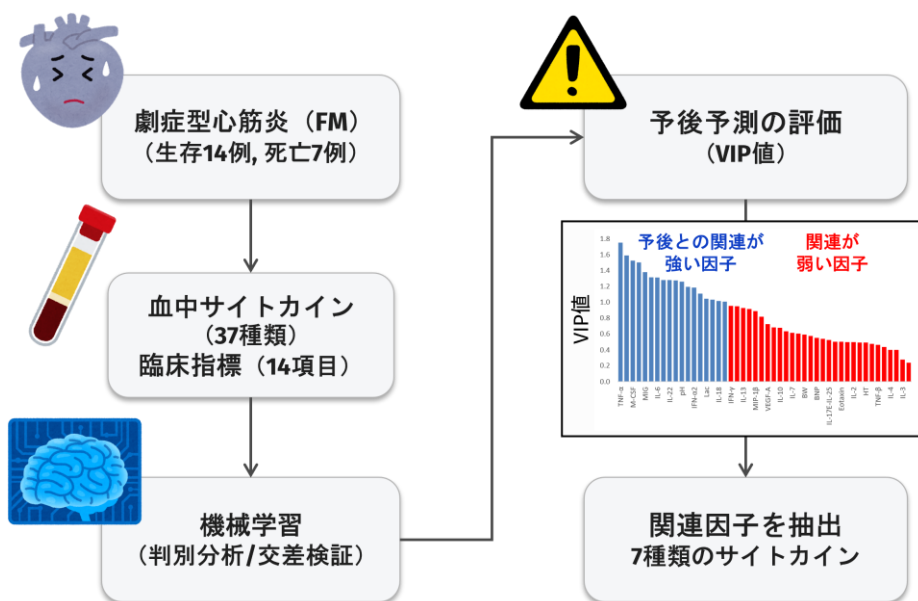 劇症型心筋炎（FM）
（生存14例, 死亡7例）
血中サイトカイン
（37種類）
臨床指標（14項目）
機械学習
（判別分析/交差検証）
予後予測の評価
（VIP値）
予後との関連が
強い因子
関連が
弱い因子
VIP値
1.8
1.6
1.4
1.2
1.0
0.8
0.6
0.4
0.2
0.0
TNF-α
M-CSF
MIG
IL-6
IL-22
pH
IFN-α2
Lac
IL-18
IFN-γ
IL-13
MIP-1β
VEGF-A
IL-10
IL-7
BW
BNP
IL-17E-IL-25
Eotaxin
IL-2
HT
TNF-β
IL-4
IL-3
関連因子を抽出
7種類のサイトカイン